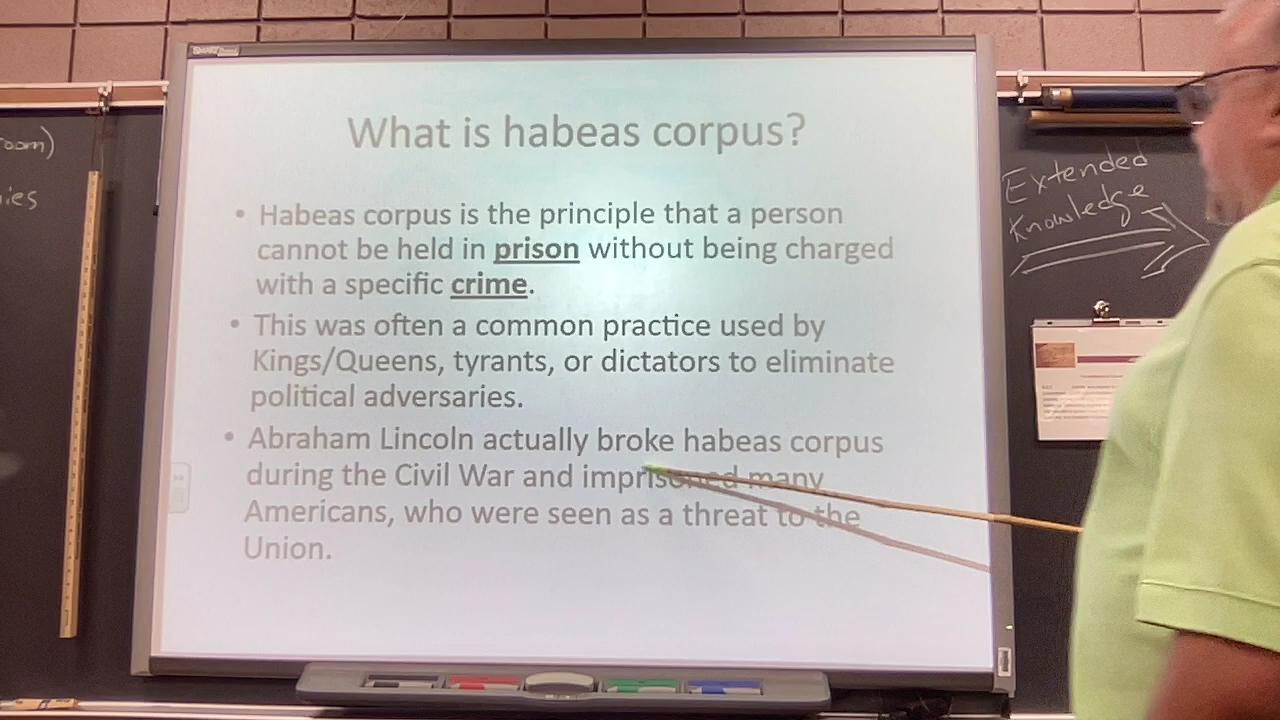 SMART
oom)
ies
What is habeas corpus?
• Habeas corpus is the principle that a person
cannot be held in prison without being charged
with a specific crime.
• This was often a common practice used by
Kings/Queens, tyrants, or dictators to eliminate
political adversaries.
• Abraham Lincoln actually broke habeas corpus
during the Civil War and imprisoned many
Americans, who were seen as a threat to the
Union.
Extended
Knowledge